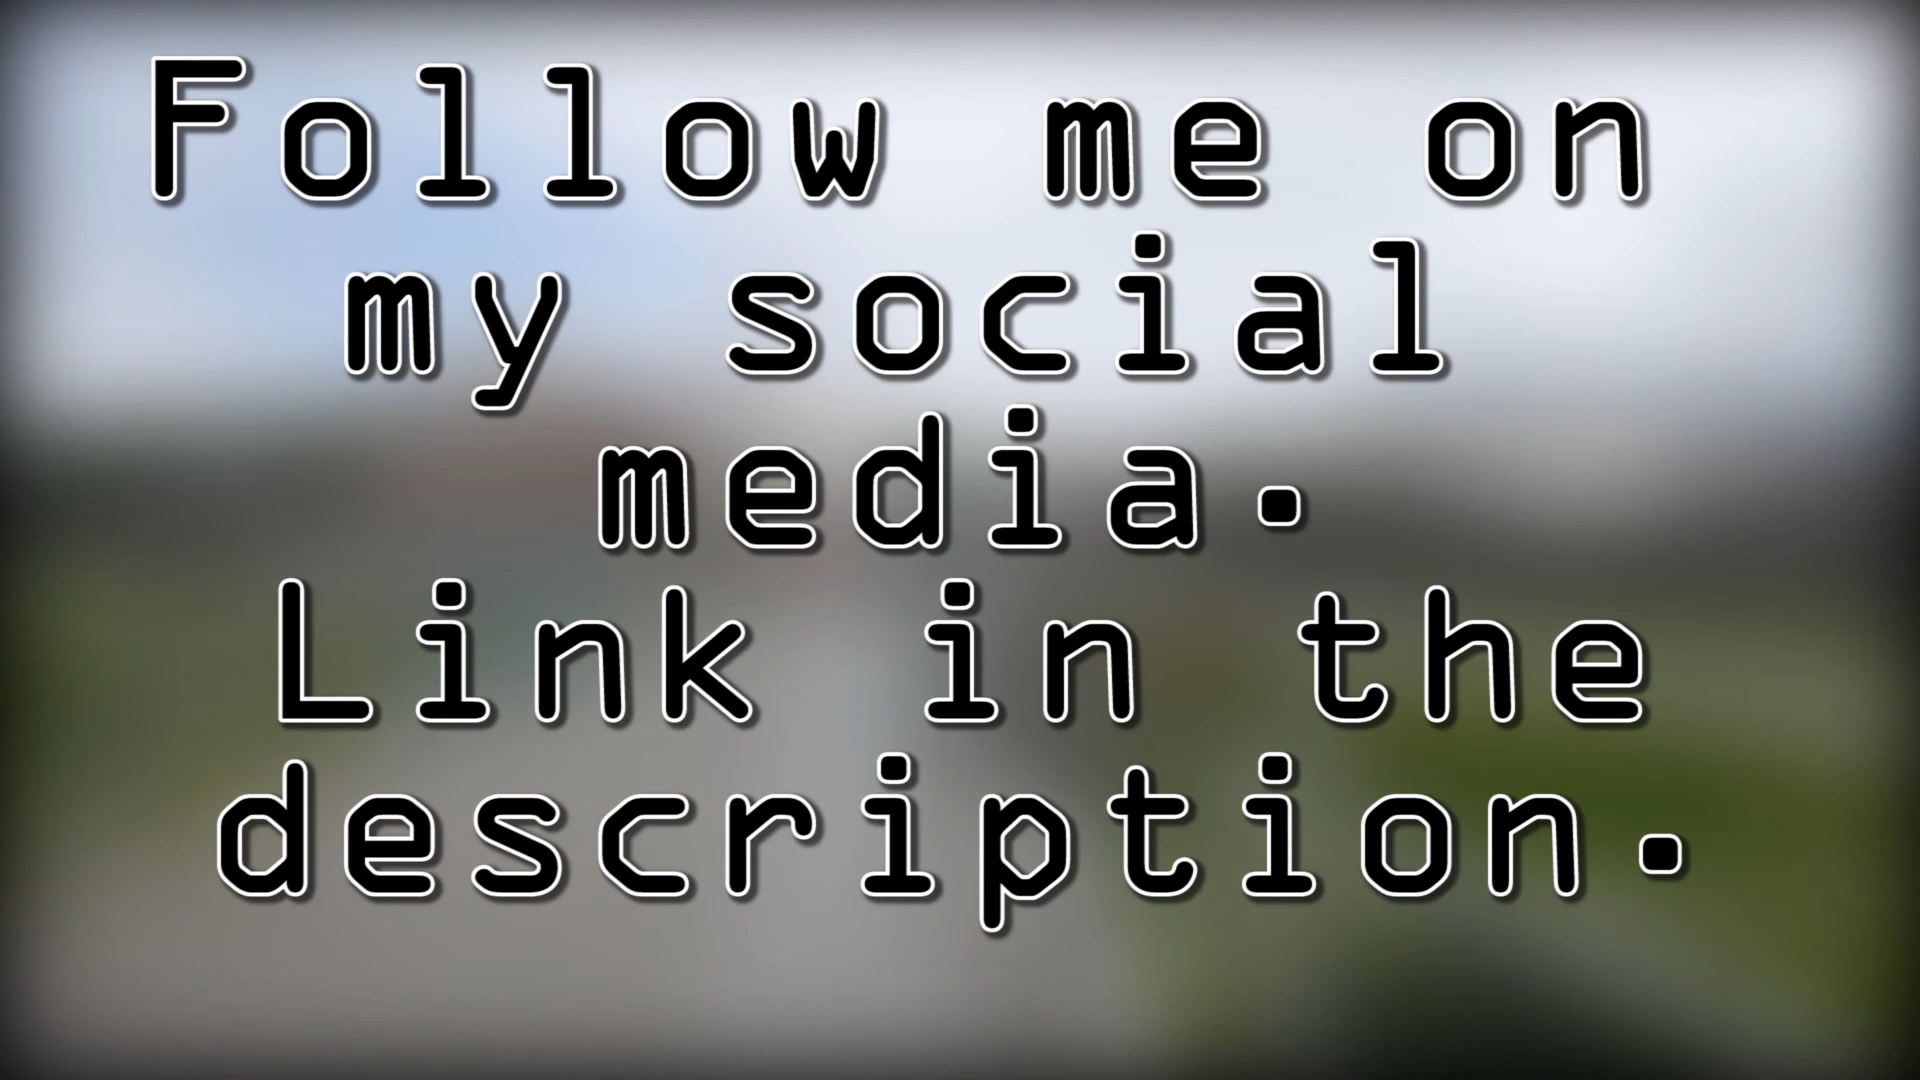 Follow me on
my social
media.
Link in the
description.